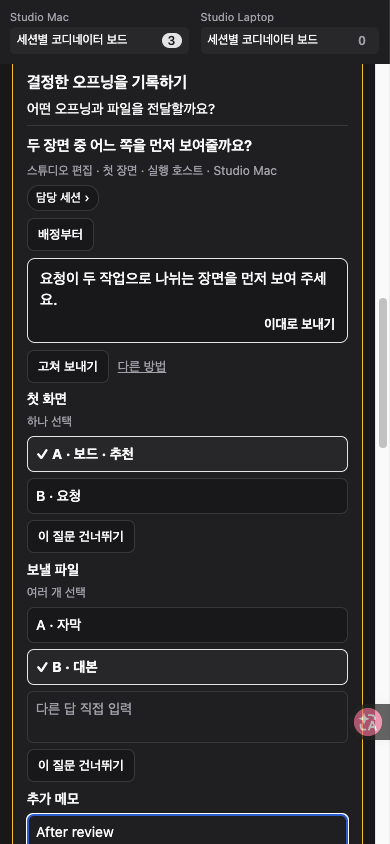 Studio Mac
세션별 코디네이터 보드 3
Studio Laptop
세션별 코디네이터 보드 0
결정한 오프닝을 기록하기
어떤 오프닝과 파일을 전달할까요?
두 장면 중 어느 쪽을 먼저 보여줄까요?
스튜디오 편집 · 첫 장면 · 실행 호스트 · Studio Mac
담당 세션 ›
배정부터
요청이 두 작업으로 나뉘는 장면을 먼저 보여 주세
요.
이대로 보내기
고쳐 보내기 다른 방법
첫 화면
하나 선택
✓ A · 보드 · 추천
B · 요청
이 질문 건너뛰기
보낼 파일
여러 개 선택
A · 자막
✓ B · 대본
다른 답 직접 입력
이 질문 건너뛰기
추가 메모
After review